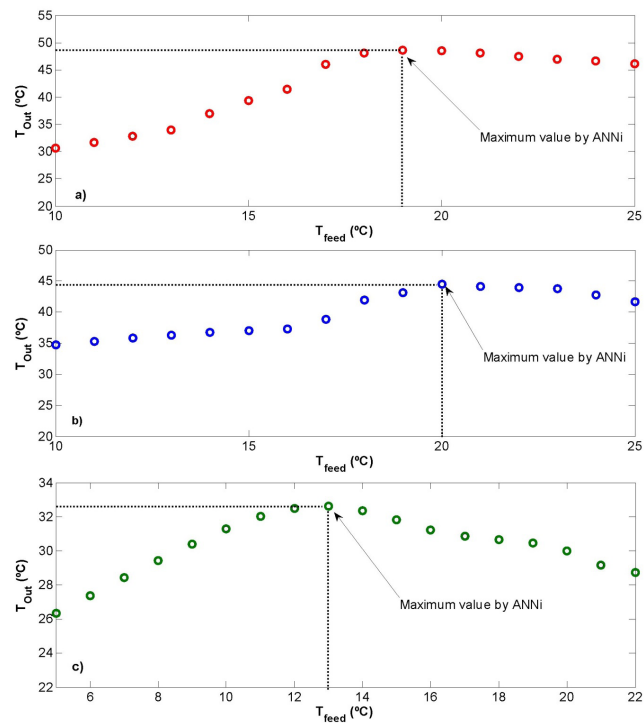 55
50
45
40
35
30
25
20
T_Out (ºC)
Maximum value by ANNi
a)
10 15 20 25
T_feed (ºC)
50
45
40
35
30
25
20
T_Out (ºC)
Maximum value by ANNi
b)
10 15 20 25
T_feed (ºC)
34
32
30
28
26
24
22
T_Out (ºC)
Maximum value by ANNi
c)
6 8 10 12 14 16 18 20 22
T_feed (ºC)